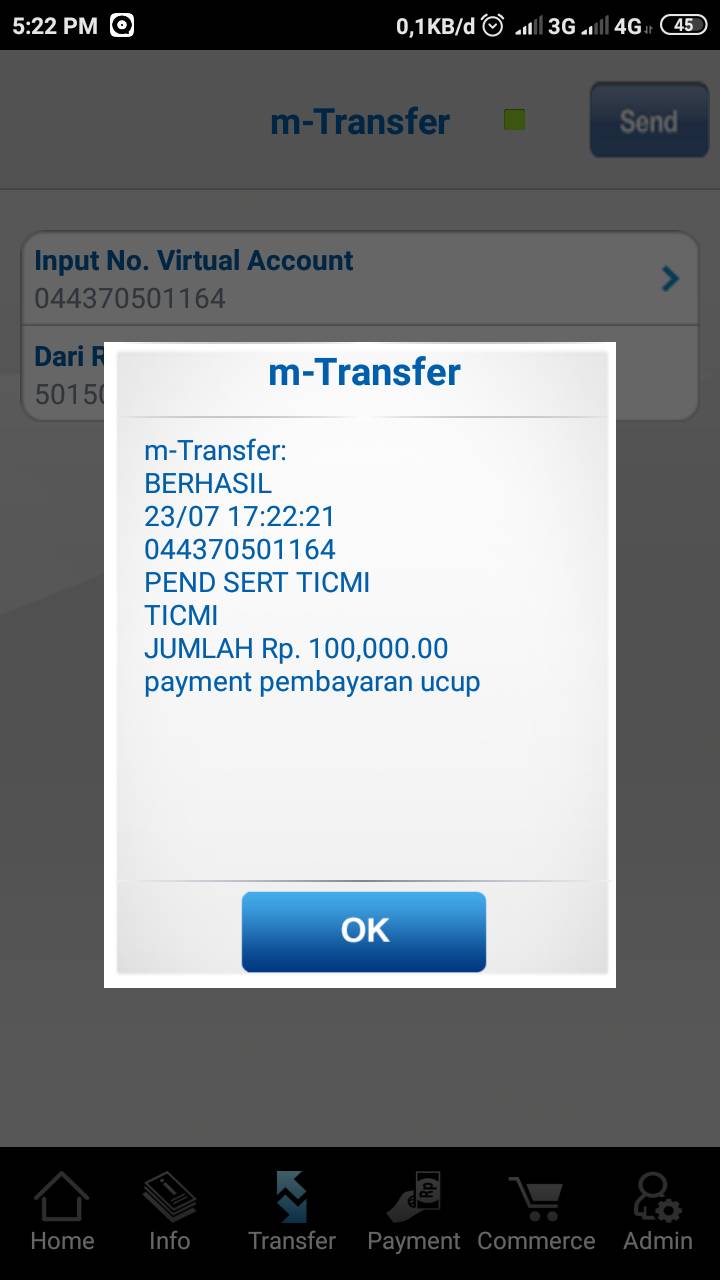 5:22 PM 0,1KB/d 3G 4G 45
m-Transfer Send
Input No. Virtual Account
044370501164
Dari R
5015
m-Transfer
m-Transfer:
BERHASIL
23/07 17:22:21
044370501164
PEND SERT TICMI
TICMI
JUMLAH Rp. 100,000.00
payment pembayaran ucup
OK
Rp
Home Info Transfer Payment Commerce Admin